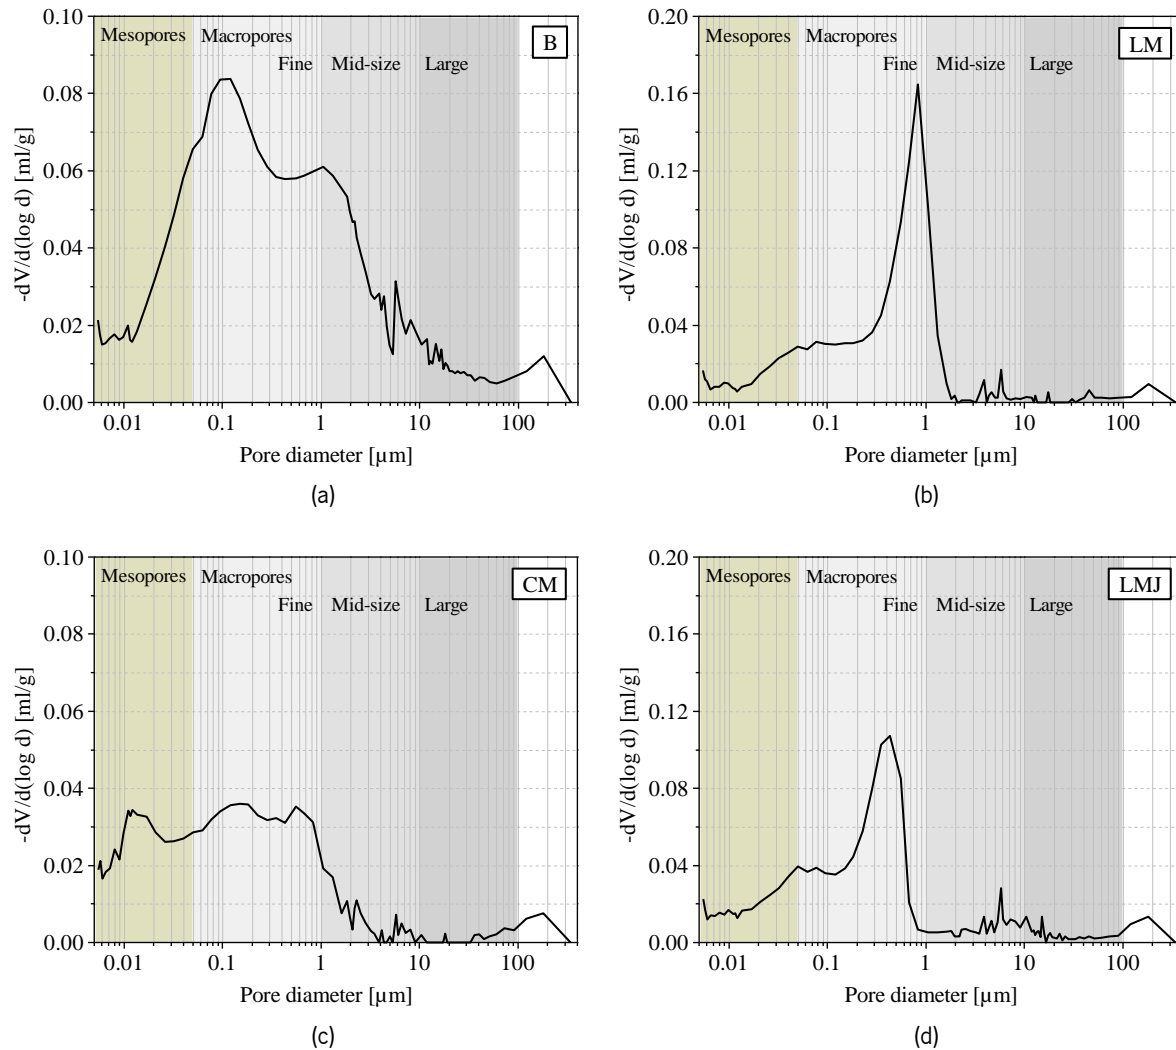 0.10
Mesopores Macropores
B
Fine Mid-size Large
0.08
0.06
0.04
0.02
0.00
-dV/d(log d) [ml/g]
0.01 0.1 1 10 100
Pore diameter [µm]
(a)
0.20
Mesopores Macropores
LM
Fine Mid-size Large
0.16
0.12
0.08
0.04
0.00
-dV/d(log d) [ml/g]
0.01 0.1 1 10 100
Pore diameter [µm]
(b)
0.10
Mesopores Macropores
CM
Fine Mid-size Large
0.08
0.06
0.04
0.02
0.00
-dV/d(log d) [ml/g]
0.01 0.1 1 10 100
Pore diameter [µm]
(c)
0.20
Mesopores Macropores
LMJ
Fine Mid-size Large
0.16
0.12
0.08
0.04
0.00
-dV/d(log d) [ml/g]
0.01 0.1 1 10 100
Pore diameter [µm]
(d)